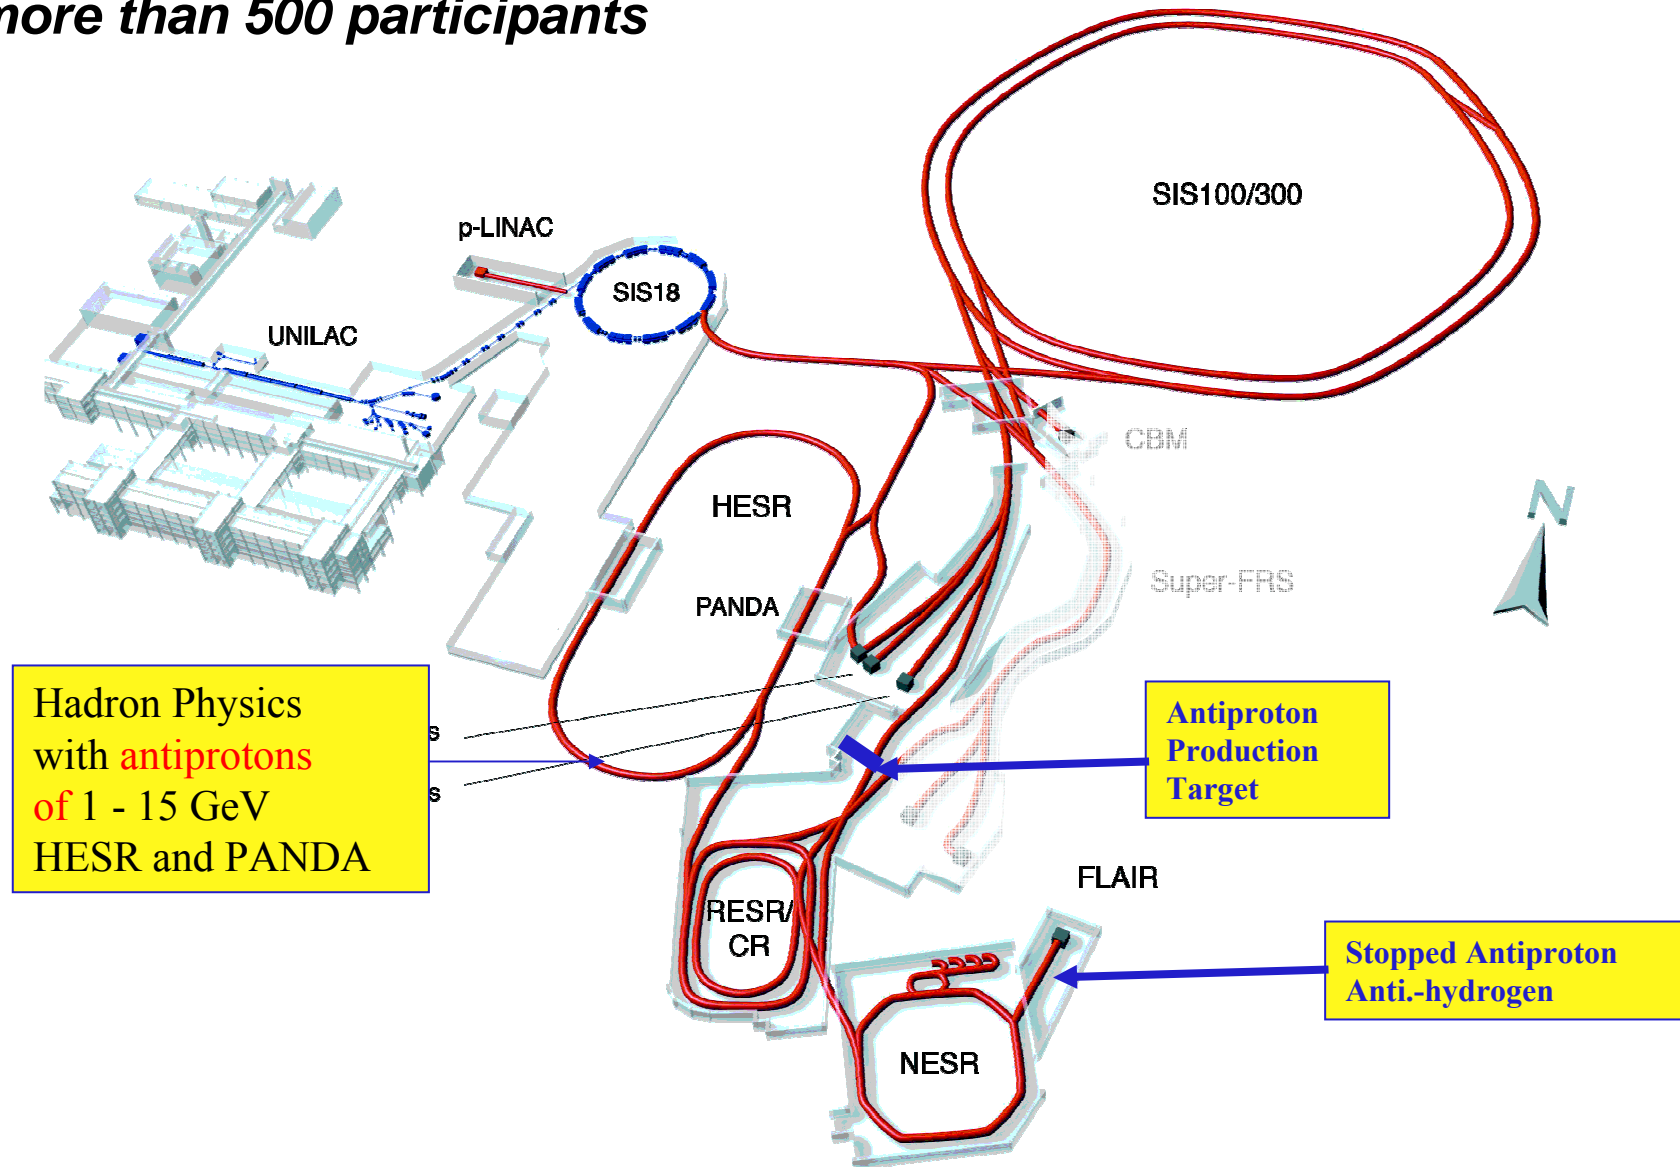 more than 500 participants
SIS100/300
p-LINAC
SIS18
UNILAC
CBM
HESR
N
Super-FRS
PANDA
Hadron Physics
with antiprotons
of 1 - 15 GeV
HESR and PANDA
s
s
Antiproton
Production
Target
FLAIR
RESR/
CR
Stopped Antiproton
Anti.-hydrogen
NESR